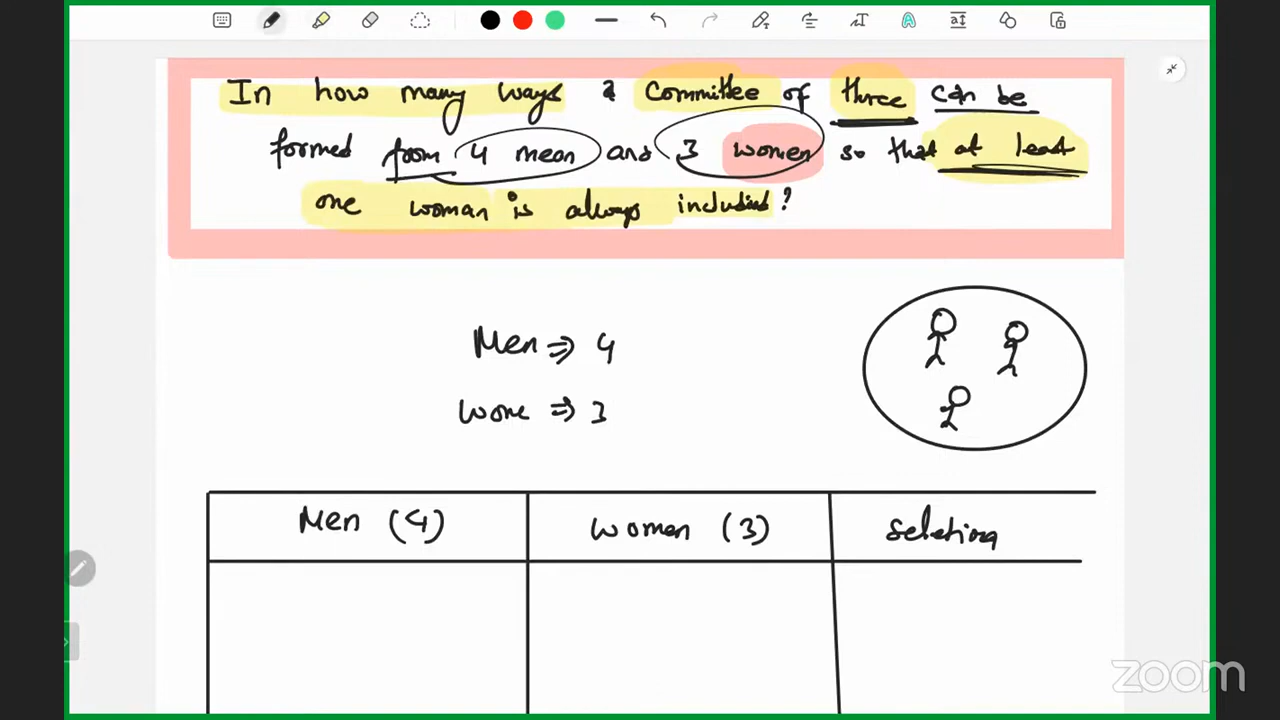 In how many ways a Committee of three can be
formed from 4 mean and 3 women so that at least
one woman is always included?
Men ⇒ 4
wome ⇒ 3
Men (4) women (3) Seletiong
zoom